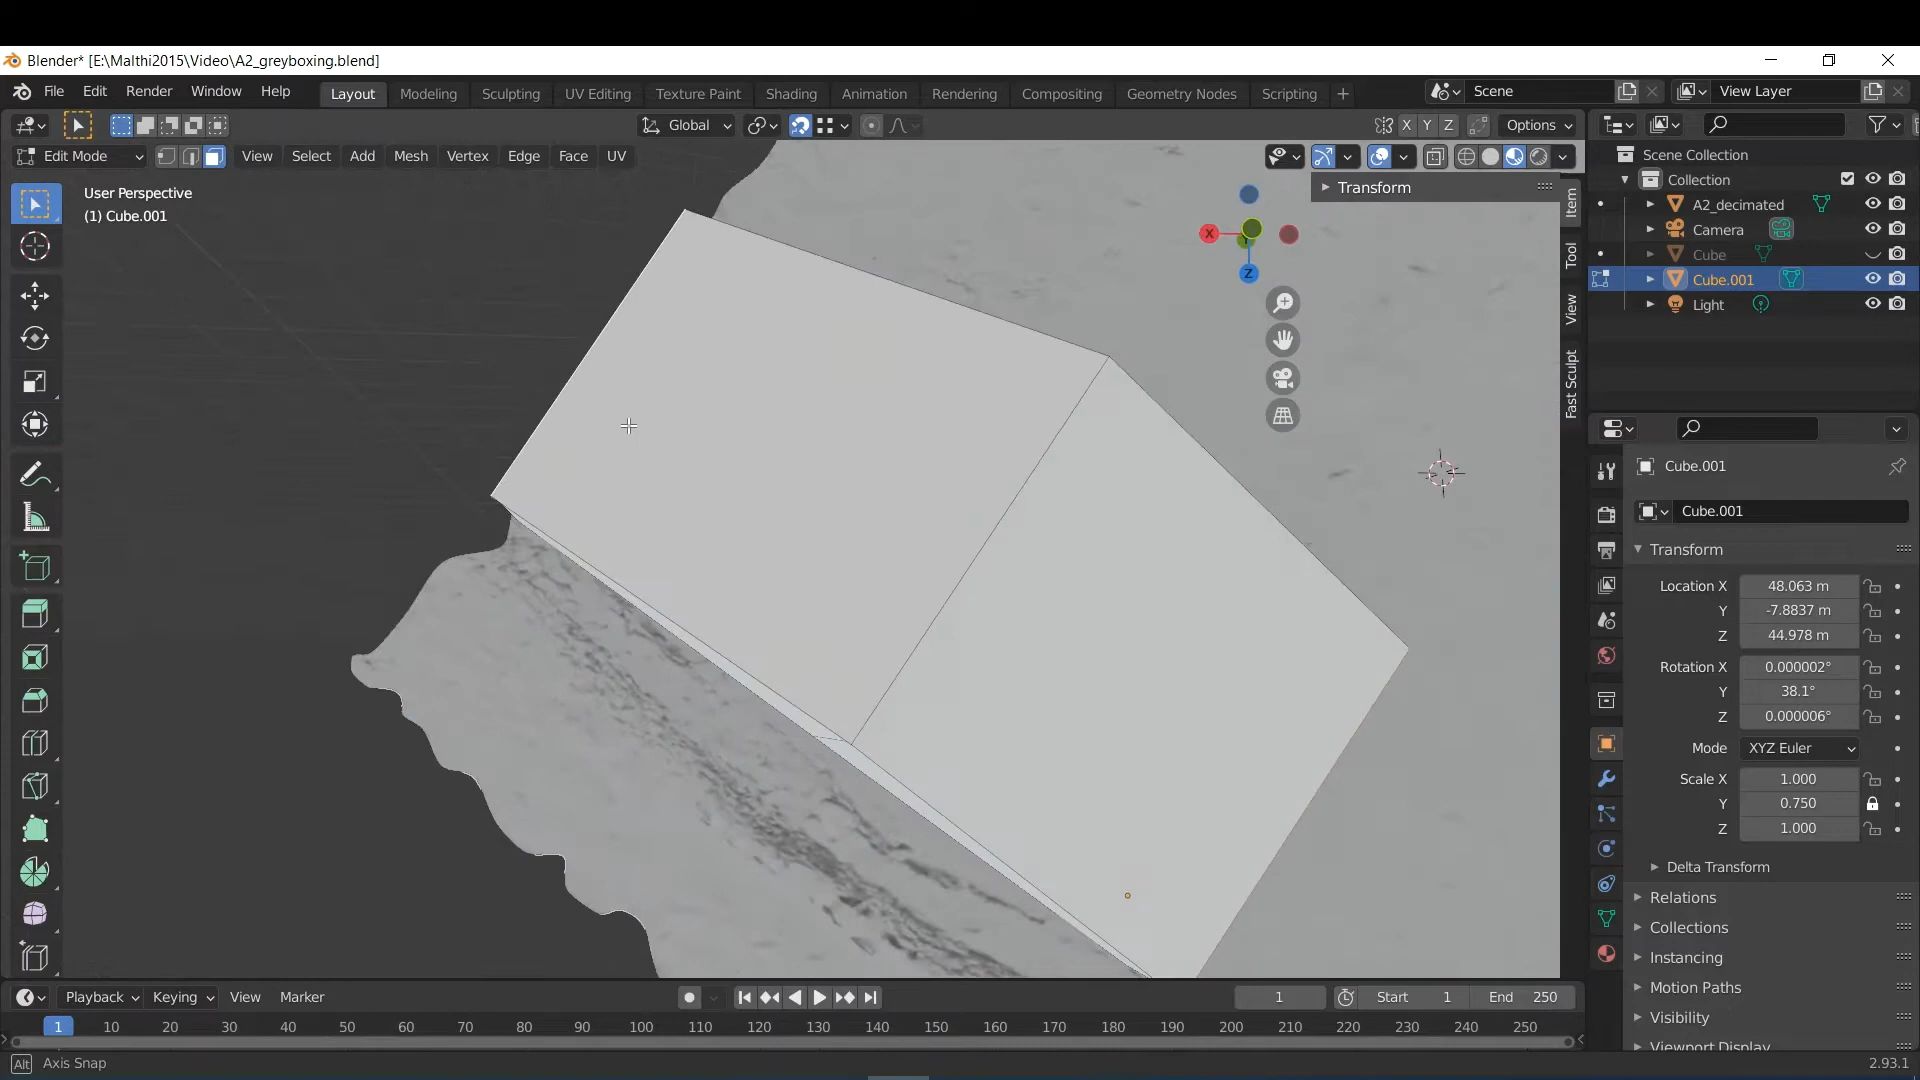 Blender* [E:\Malthi2015\Video\A2_greyboxing.blend]
File Edit Render Window Help Layout Modeling Sculpting UV Editing Texture Paint Shading Animation Rendering Compositing Geometry Nodes Scripting + Scene View Layer
Global Options X Y Z
Edit Mode View Select Add Mesh Vertex Edge Face UV
User Perspective
(1) Cube.001
Transform
X
Z
Item
Tool
View
Fast Sculpt
Scene Collection
Collection
A2_decimated
Camera
Cube
Cube.001
Light
Cube.001
Cube.001
Transform
Location X 48.063 m
Y -7.8837 m
Z 44.978 m
Rotation X 0.000002°
Y 38.1°
Z 0.000006°
Mode XYZ Euler
Scale X 1.000
Y 0.750
Z 1.000
Delta Transform
Relations
Collections
Instancing
Motion Paths
Visibility
Viewport Display
Playback Keying View Marker 1 Start 1 End 250
1 10 20 30 40 50 60 70 80 90 100 110 120 130 140 150 160 170 180 190 200 210 220 230 240 250
Alt Axis Snap 2.93.1